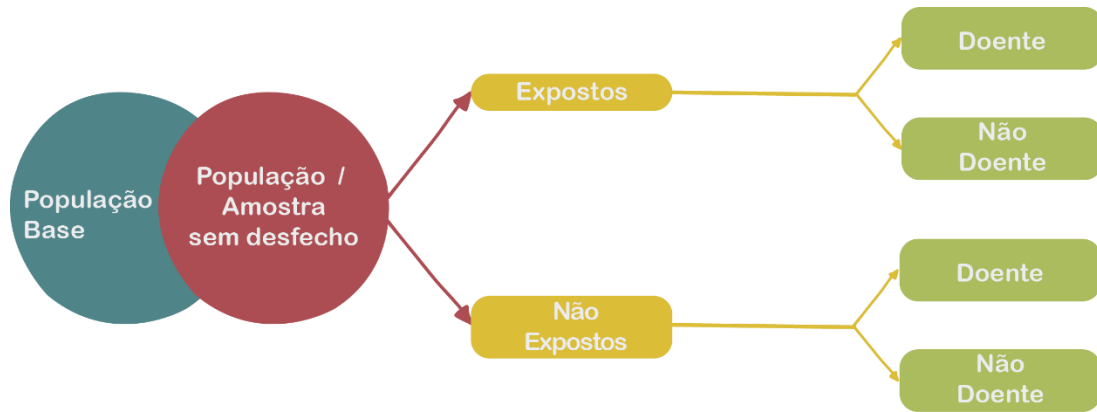 População
Base
População /
Amostra
sem desfecho
Expostos
Não
Expostos
Doente
Não
Doente
Doente
Não
Doente